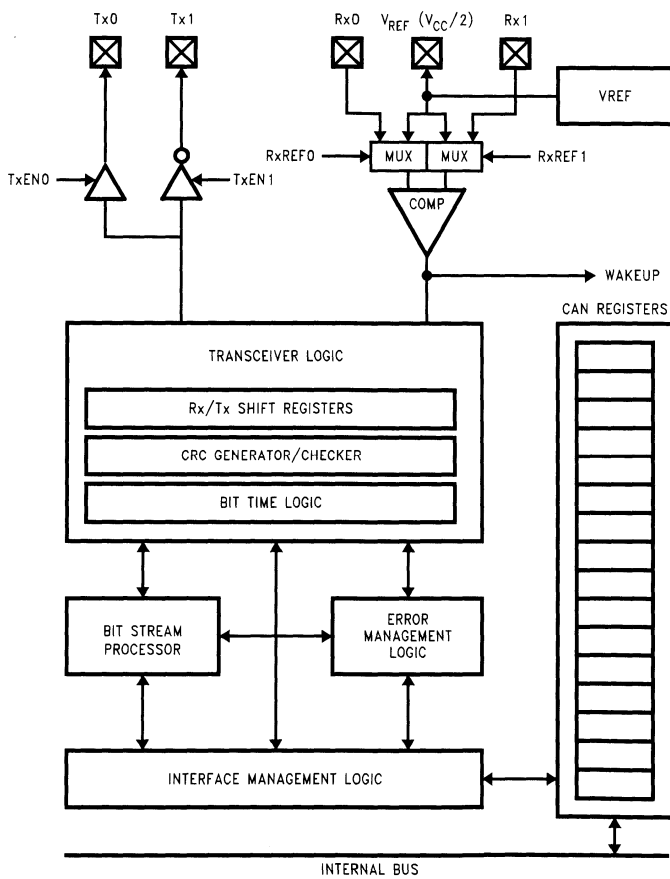 Tx0 Tx1 Rx0 VREF (VCC/2) Rx1
VREF
RxREF0 MUX MUX RxREF1
TxEN0 TxEN1 COMP
WAKEUP
CAN REGISTERS
TRANSCEIVER LOGIC
Rx/Tx SHIFT REGISTERS
CRC GENERATOR/CHECKER
BIT TIME LOGIC
BIT STREAM
PROCESSOR
ERROR
MANAGEMENT
LOGIC
INTERFACE MANAGEMENT LOGIC
INTERNAL BUS